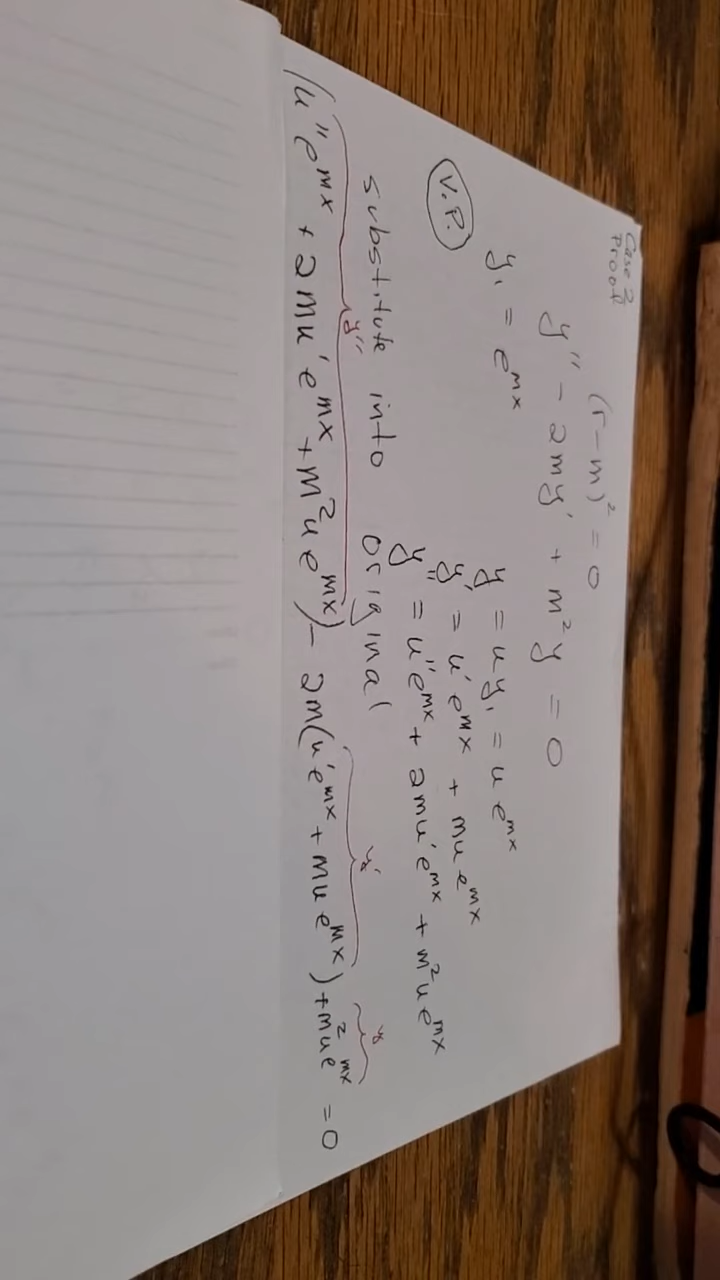 Case 2
Proof
(r-m)² = 0
y'' - 2my' + m²y = 0
y₁ = e^mx
V.P.
y = uy₁ = ue^mx
y' = u'e^mx + mue^mx
y'' = u''e^mx + 2mu'e^mx + m²ue^mx
substitute into original
y'' y' y
(u''e^mx + 2mu'e^mx + m²ue^mx) - 2m(u'e^mx + mue^mx) + m²ue^mx = 0